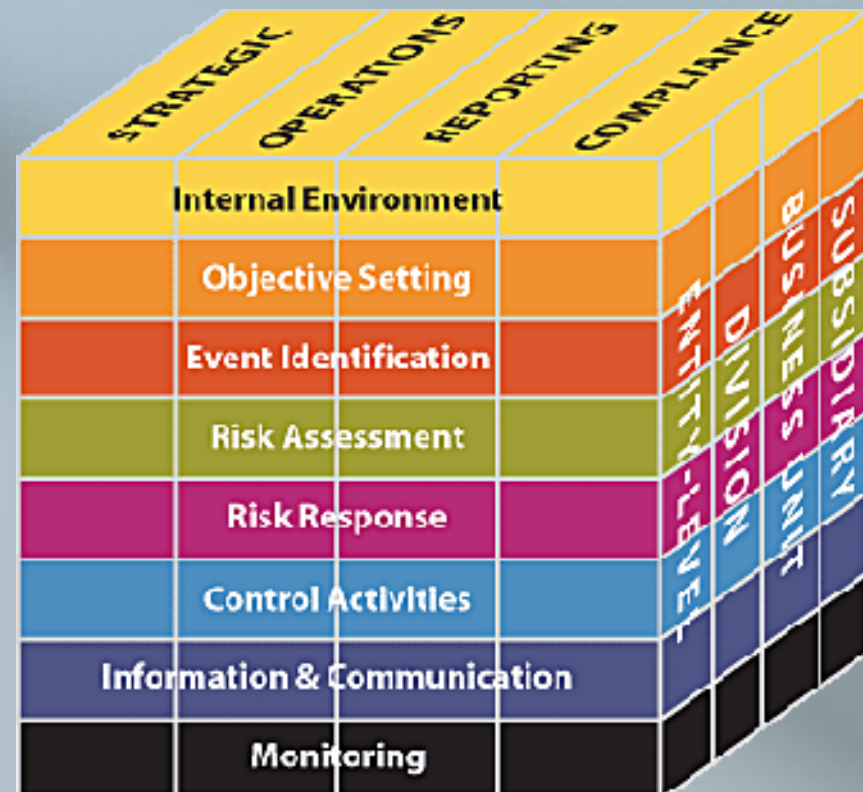 STRATEGIC
OPERATIONS
REPORTING
COMPLIANCE
Internal Environment
Objective Setting
Event Identification
Risk Assessment
Risk Response
Control Activities
Information & Communication
Monitoring
ENTITY-LEVEL
DIVISION
BUSINESS UNIT
SUBSIDIARY